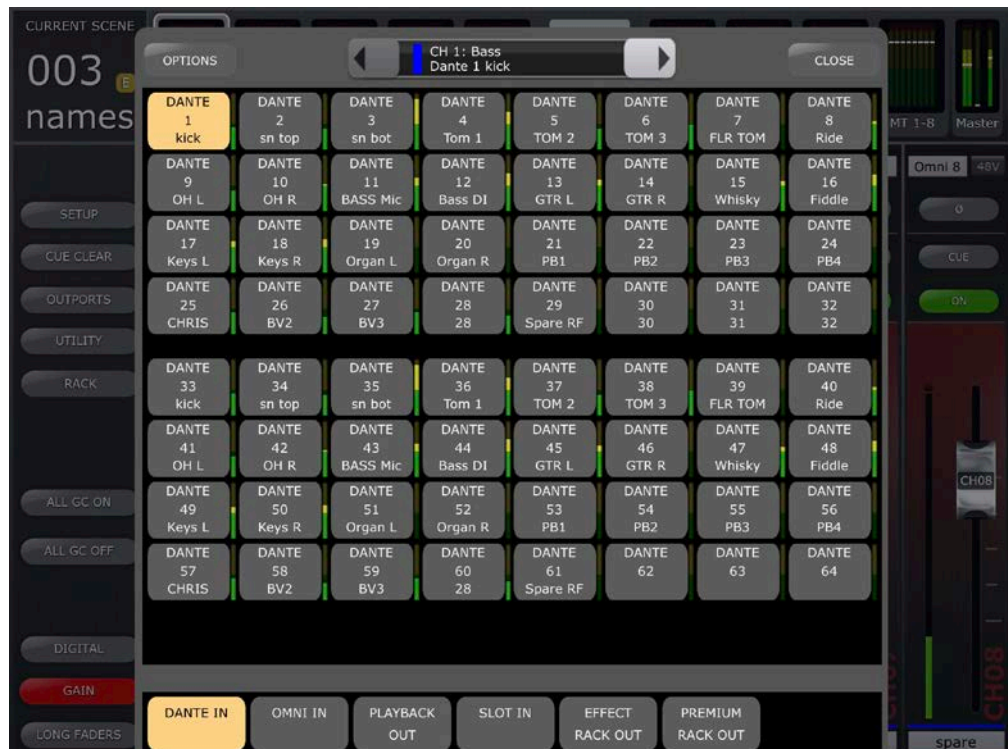 CURRENT SCENE
003 E
names
OPTIONS
CH 1: Bass
Dante 1 kick
CLOSE
MT 1-8
Master
DANTE DANTE DANTE DANTE DANTE DANTE DANTE DANTE
1 2 3 4 5 6 7 8
kick sn top sn bot Tom 1 TOM 2 TOM 3 FLR TOM Ride
DANTE DANTE DANTE DANTE DANTE DANTE DANTE DANTE
9 10 11 12 13 14 15 16
OH L OH R BASS Mic Bass DI GTR L GTR R Whisky Fiddle
DANTE DANTE DANTE DANTE DANTE DANTE DANTE DANTE
17 18 19 20 21 22 23 24
Keys L Keys R Organ L Organ R PB1 PB2 PB3 PB4
DANTE DANTE DANTE DANTE DANTE DANTE DANTE DANTE
25 26 27 28 29 30 31 32
CHRIS BV2 BV3 28 Spare RF 30 31 32
DANTE DANTE DANTE DANTE DANTE DANTE DANTE DANTE
33 34 35 36 37 38 39 40
kick sn top sn bot Tom 1 TOM 2 TOM 3 FLR TOM Ride
DANTE DANTE DANTE DANTE DANTE DANTE DANTE DANTE
41 42 43 44 45 46 47 48
OH L OH R BASS Mic Bass DI GTR L GTR R Whisky Fiddle
DANTE DANTE DANTE DANTE DANTE DANTE DANTE DANTE
49 50 51 52 53 54 55 56
Keys L Keys R Organ L Organ R PB1 PB2 PB3 PB4
DANTE DANTE DANTE DANTE DANTE DANTE DANTE DANTE
57 58 59 60 61 62 63 64
CHRIS BV2 BV3 28 Spare RF
DANTE IN
OMNI IN
PLAYBACK
OUT
SLOT IN
EFFECT
RACK OUT
PREMIUM
RACK OUT
SETUP
CUE CLEAR
OUTPORTS
UTILITY
RACK
ALL GC ON
ALL GC OFF
DIGITAL
GAIN
LONG FADERS
Omni 8 48V
Ø
CUE
ON
CH08
CH07
CH08
spare